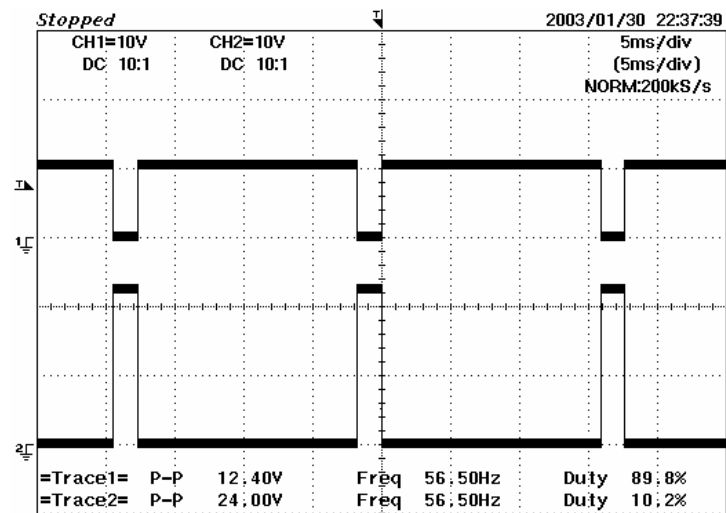 Stopped 2003/01/30 22:37:39
CH1=10V CH2=10V 5ms/div
DC 10:1 DC 10:1 (5ms/div)
NORM:200kS/s
T
T
1
2
=Trace1= P-P 12.40V Freq 56.50Hz Duty 89.8%
=Trace2= P-P 24.00V Freq 56.50Hz Duty 10.2%